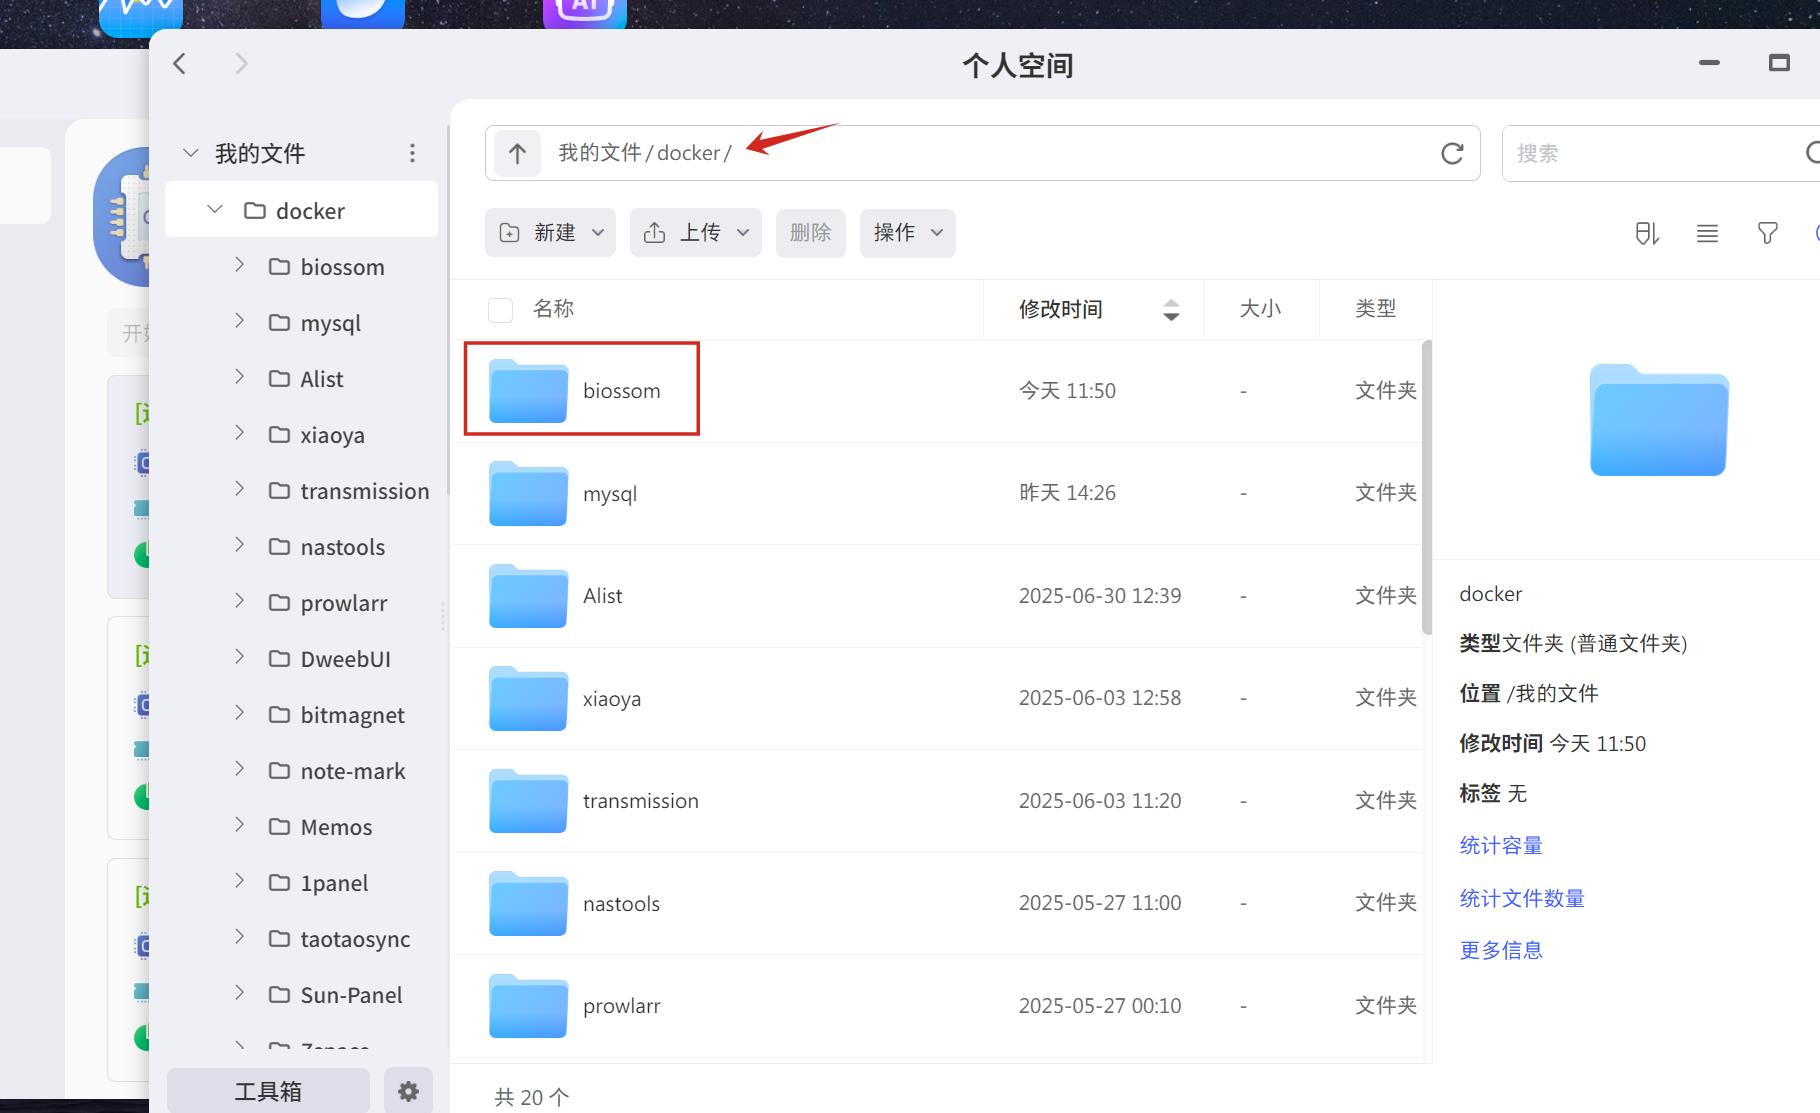 AI
个人空间
我的文件
docker
biossom
mysql
Alist
xiaoya
transmission
nastools
prowlarr
DweebUI
bitmagnet
note-mark
Memos
1panel
taotaosync
Sun-Panel
工具箱
我的文件/docker/
搜索
新建
上传
删除
操作
名称 修改时间 大小 类型
biossom 今天 11:50 - 文件夹
mysql 昨天 14:26 - 文件夹
Alist 2025-06-30 12:39 - 文件夹
xiaoya 2025-06-03 12:58 - 文件夹
transmission 2025-06-03 11:20 - 文件夹
nastools 2025-05-27 11:00 - 文件夹
prowlarr 2025-05-27 00:10 - 文件夹
共 20 个
docker
类型文件夹 (普通文件夹)
位置 /我的文件
修改时间 今天 11:50
标签 无
统计容量
统计文件数量
更多信息